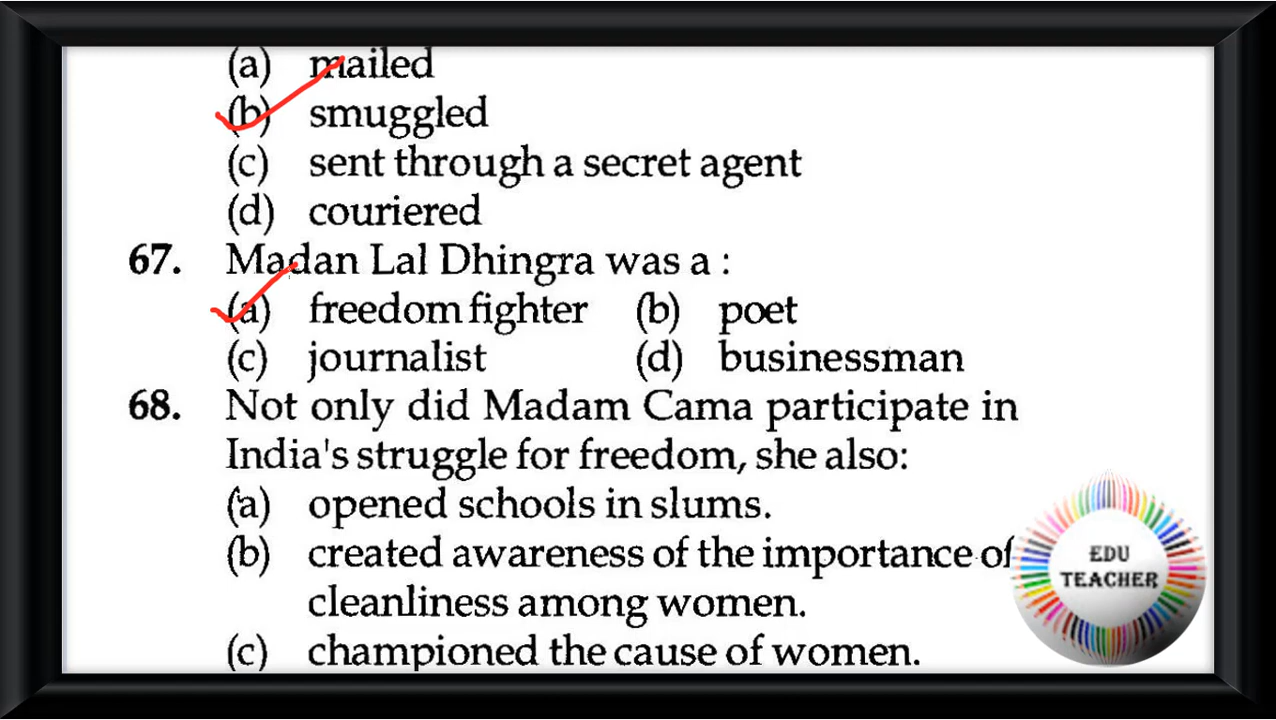 (a) mailed
(b) smuggled
(c) sent through a secret agent
(d) couriered
67. Madan Lal Dhingra was a :
(a) freedom fighter (b) poet
(c) journalist (d) businessman
68. Not only did Madam Cama participate in
India's struggle for freedom, she also:
(a) opened schools in slums.
(b) created awareness of the importance of
cleanliness among women.
(c) championed the cause of women.
EDU
TEACHER